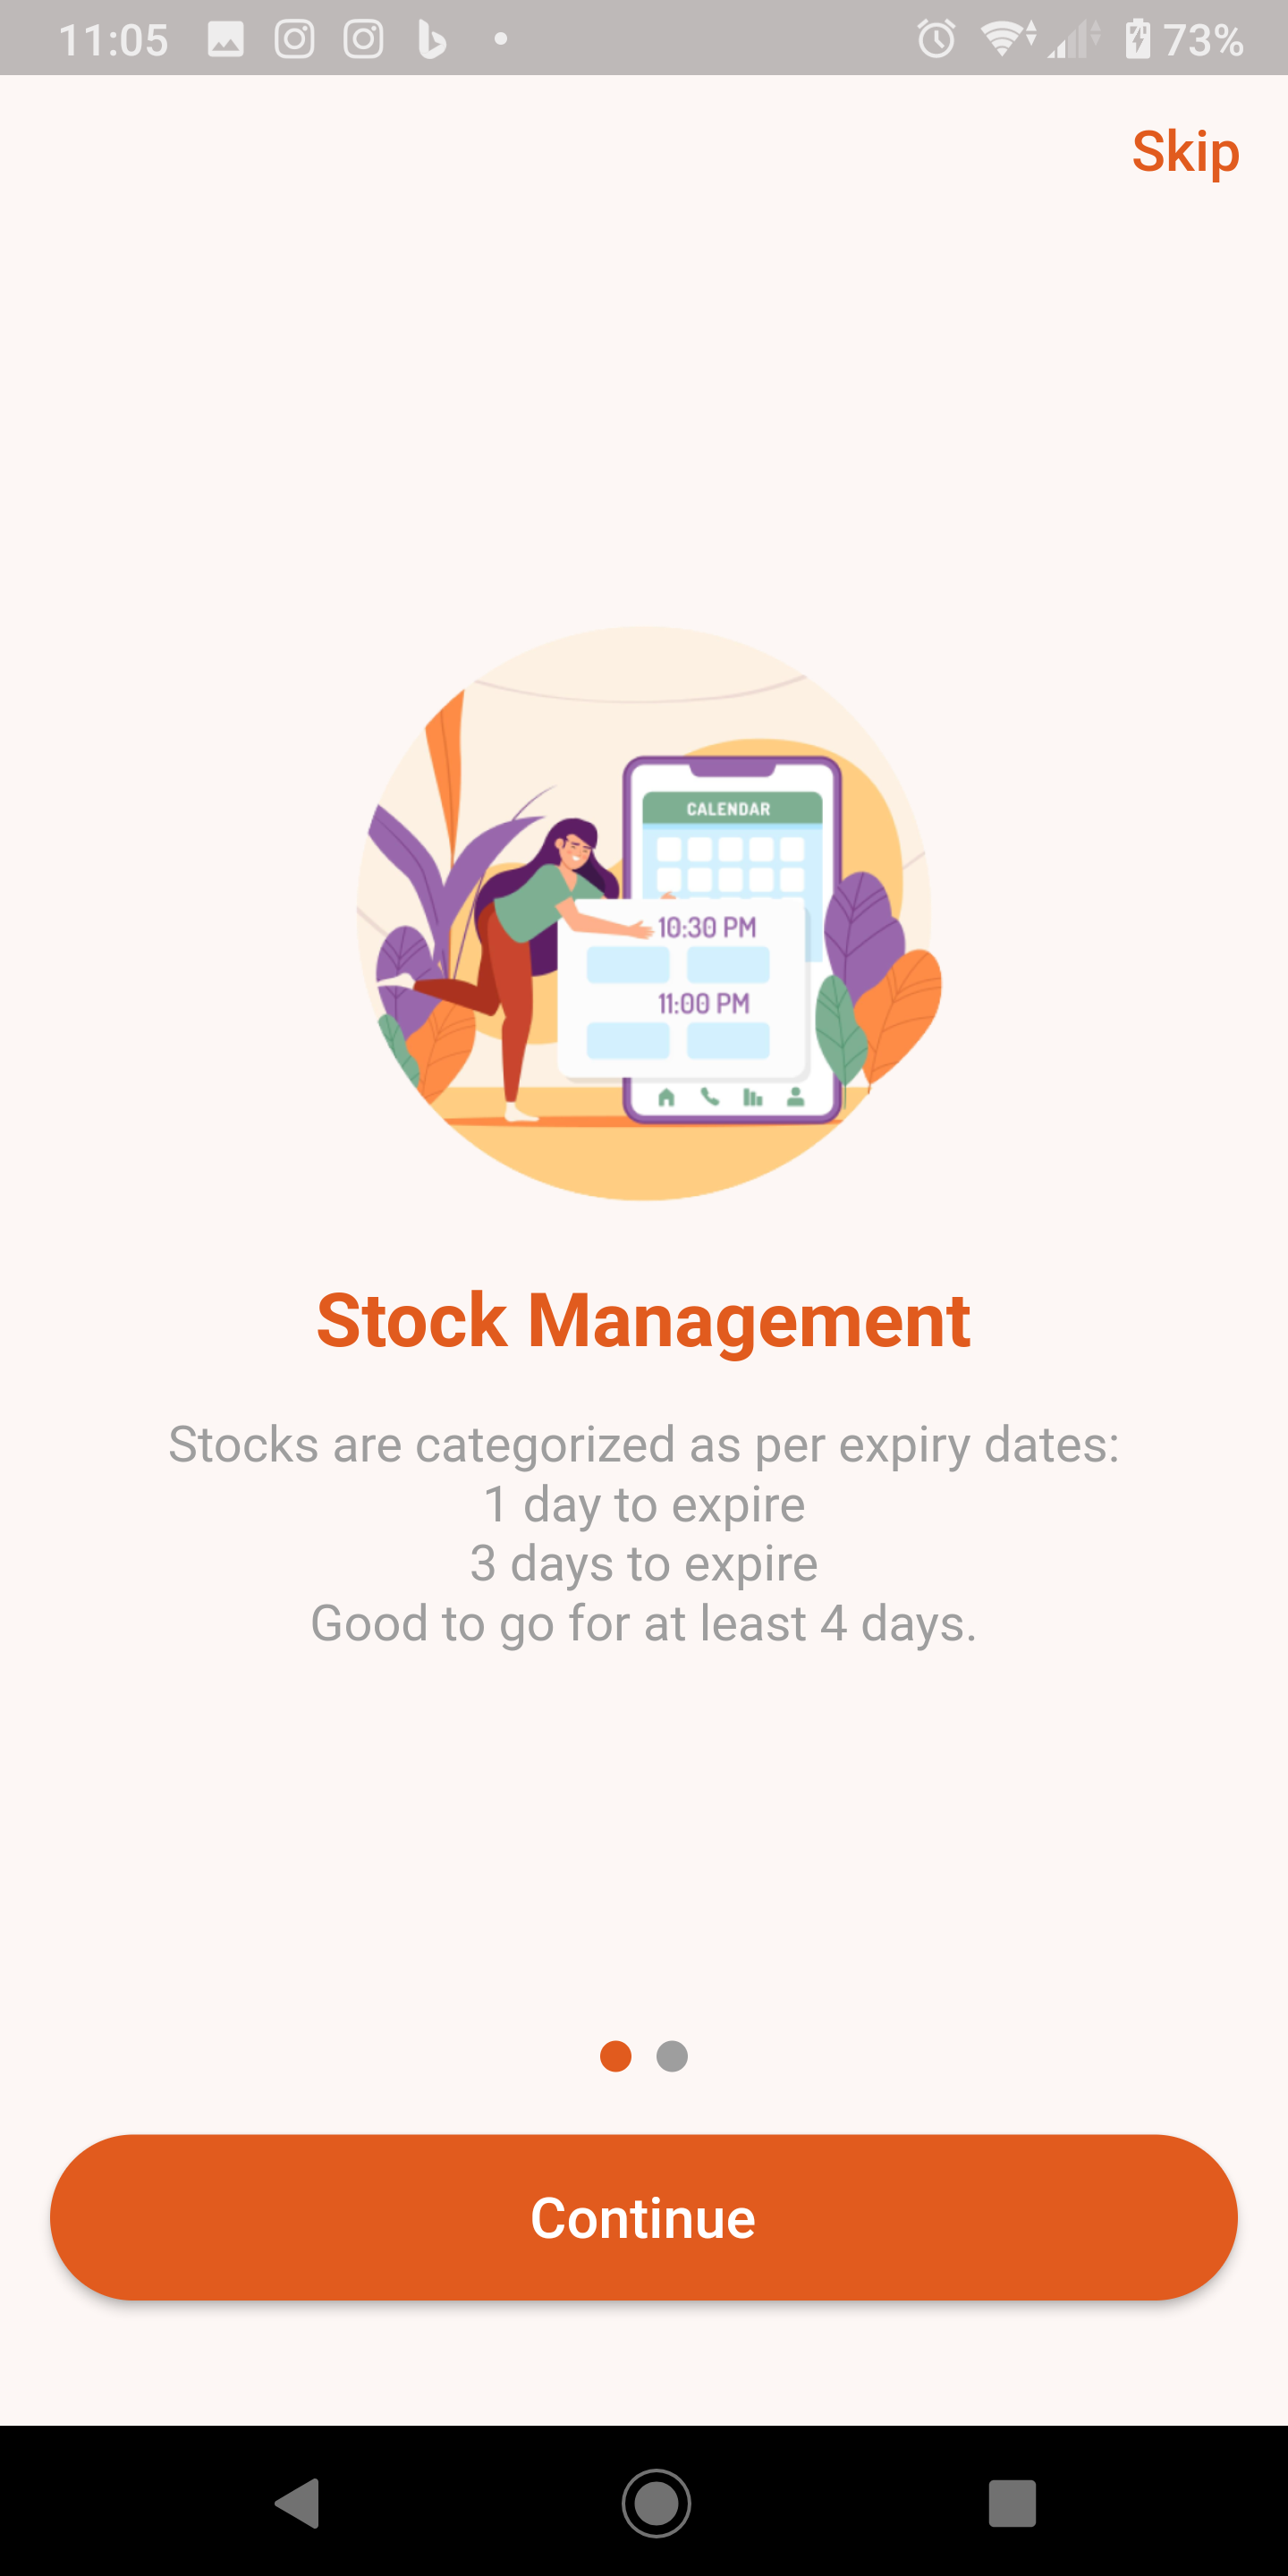 11:05
73%
Skip
CALENDAR
10:30 PM
11:00 PM
Stock Management
Stocks are categorized as per expiry dates:
1 day to expire
3 days to expire
Good to go for at least 4 days.
Continue